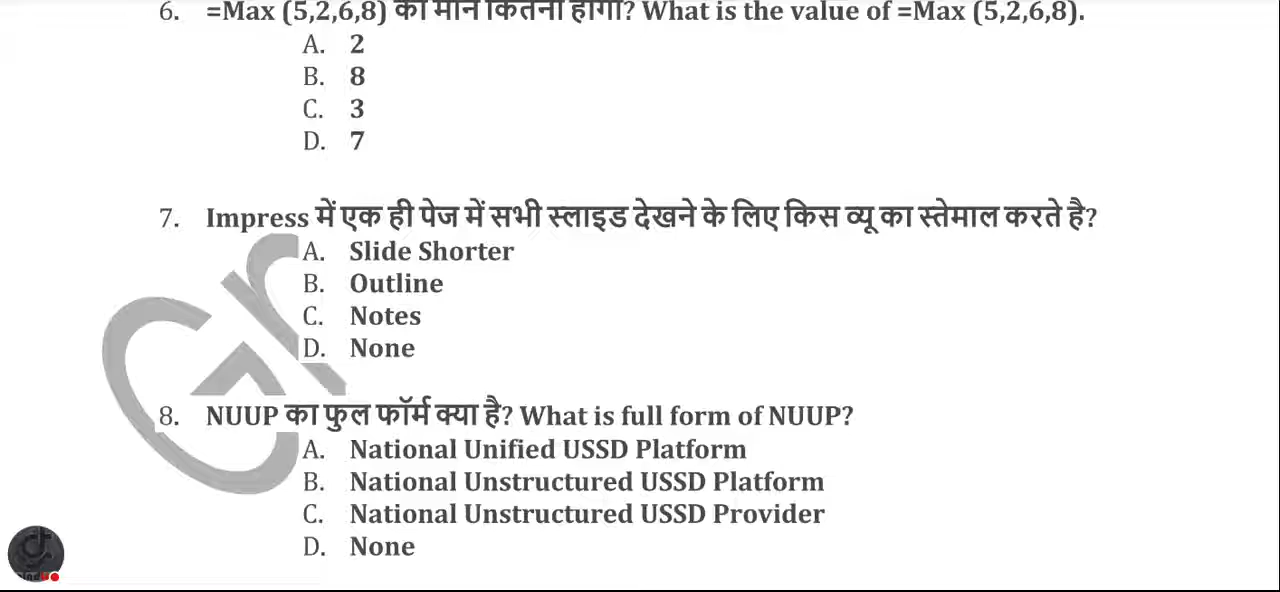 6. =Max (5,2,6,8) का मान कितना होगा? What is the value of =Max (5,2,6,8).
A. 2
B. 8
C. 3
D. 7
7. Impress में एक ही पेज में सभी स्लाइड देखने के लिए किस व्यू का स्तेमाल करते है?
A. Slide Shorter
B. Outline
C. Notes
D. None
8. NUUP का फुल फॉर्म क्या है? What is full form of NUUP?
A. National Unified USSD Platform
B. National Unstructured USSD Platform
C. National Unstructured USSD Provider
D. None